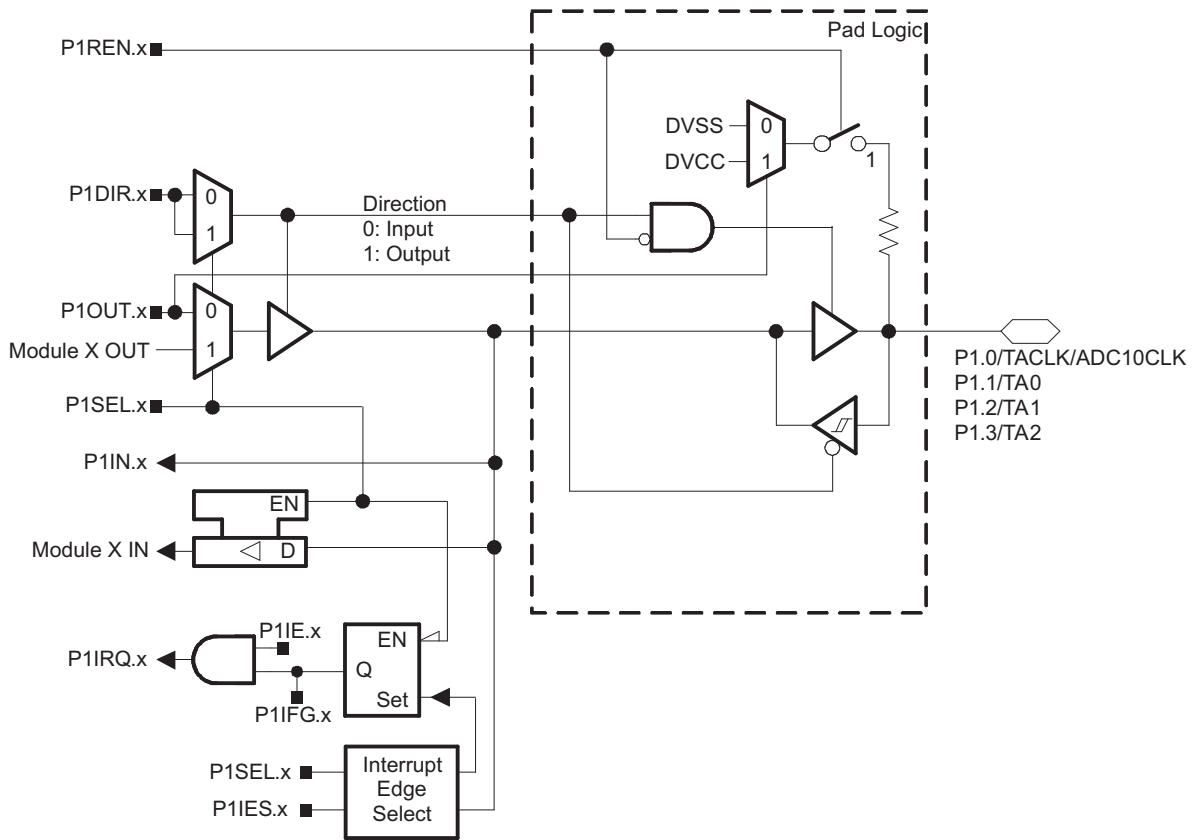 Pad Logic
P1REN.x
DVSS
0
DVCC
1
1
P1DIR.x
0
1
Direction
0: Input
1: Output
P1OUT.x
0
Module X OUT
1
P1SEL.x
P1.0/TACLK/ADC10CLK
P1.1/TA0
P1.2/TA1
P1.3/TA2
P1IN.x
EN
Module X IN
D
P1IE.x
P1IRQ.x
EN
Q
Set
P1IFG.x
P1SEL.x
P1IES.x
Interrupt
Edge
Select